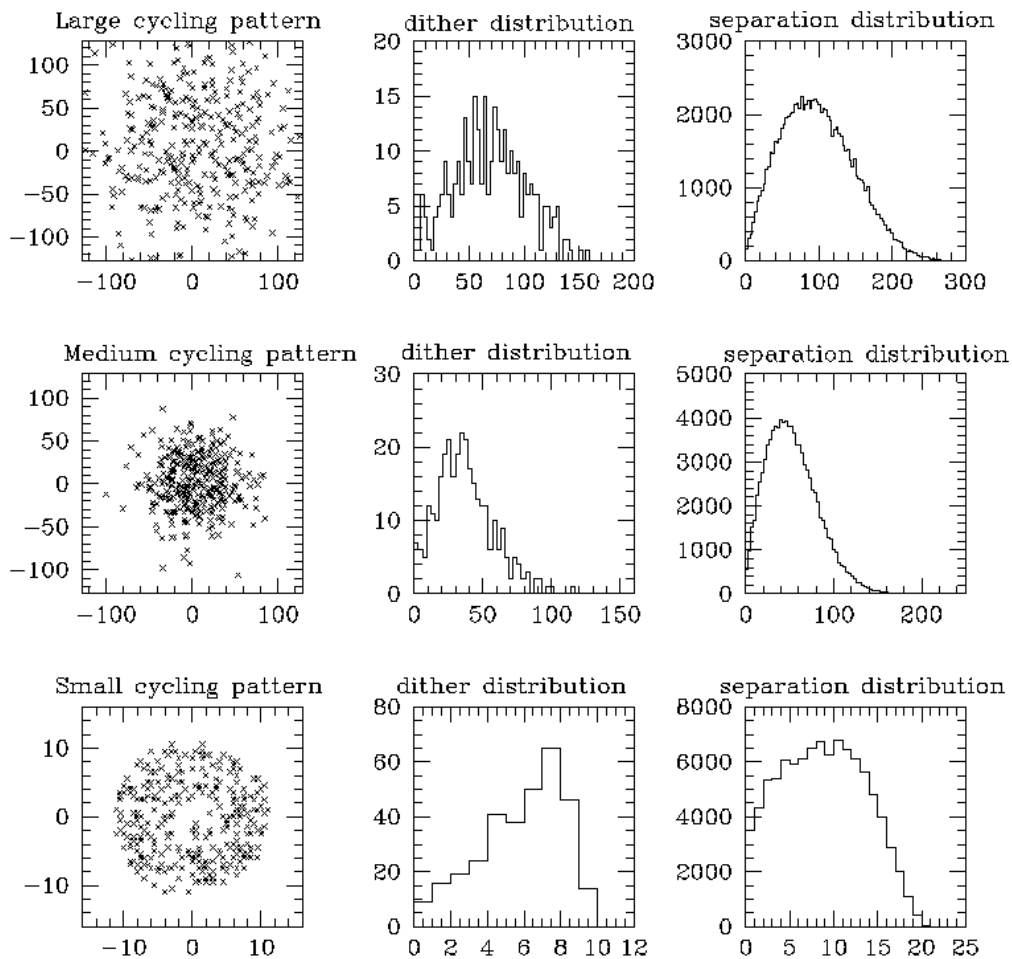 Large cycling pattern
dither distribution
separation distribution
100
50
0
−50
−100
−100 0 100
20
15
10
5
0
0 50 100 150 200
3000
2000
1000
0
0 100 200 300
Medium cycling pattern
dither distribution
separation distribution
100
50
0
−50
−100
−100 0 100
30
20
10
0
0 50 100 150
5000
4000
3000
2000
1000
0
0 100 200
Small cycling pattern
dither distribution
separation distribution
10
0
−10
−10 0 10
80
60
40
20
0
0 2 4 6 8 10 12
8000
6000
4000
2000
0
0 5 10 15 20 25